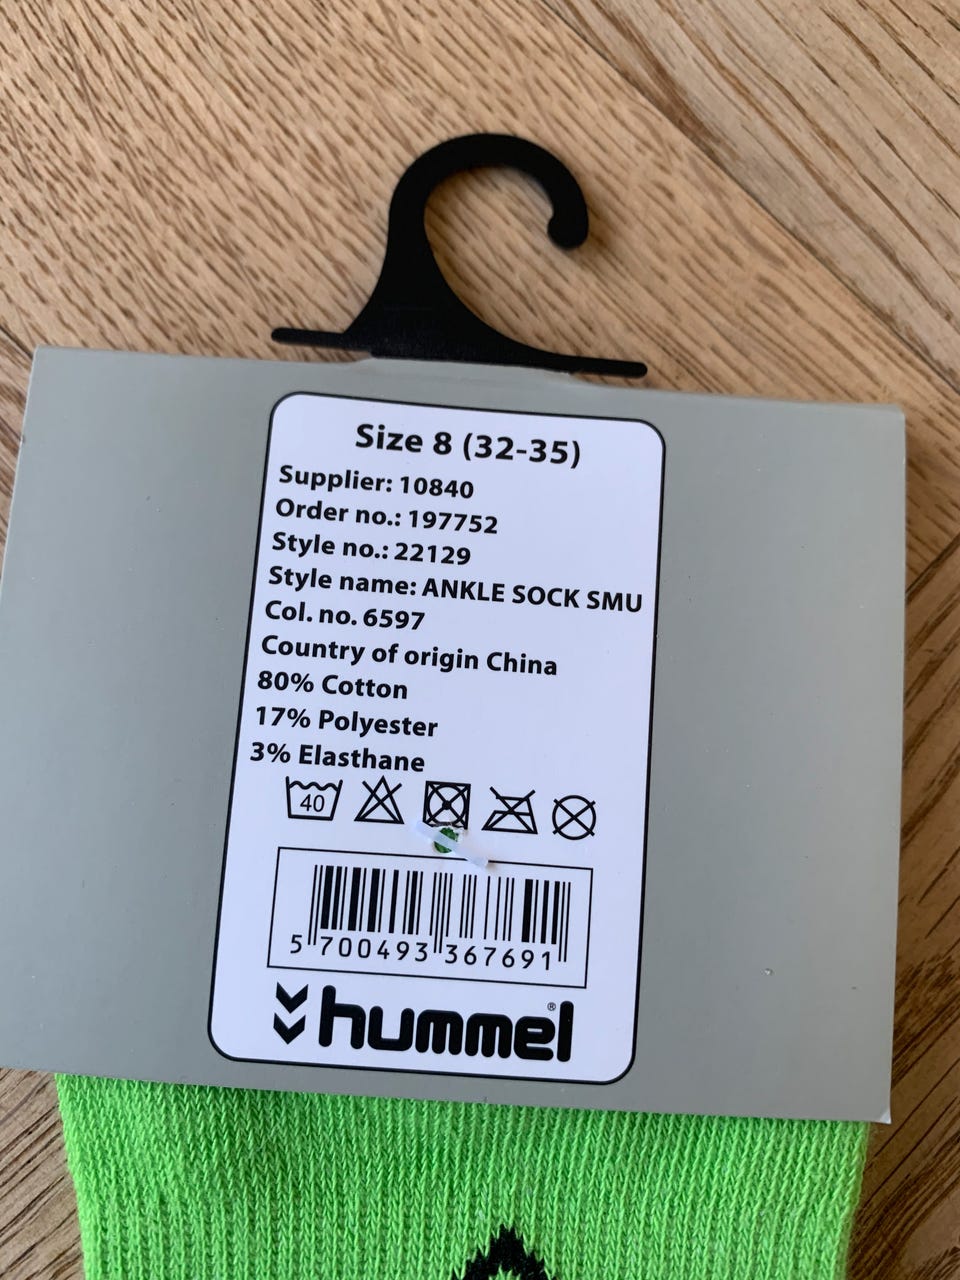 Size 8 (32-35)
Supplier: 10840
Order no.: 197752
Style no.: 22129
Style name: ANKLE SOCK SMU
Col. no. 6597
Country of origin China
80% Cotton
17% Polyester
3% Elasthane
40
5 700493 367691
hummel®